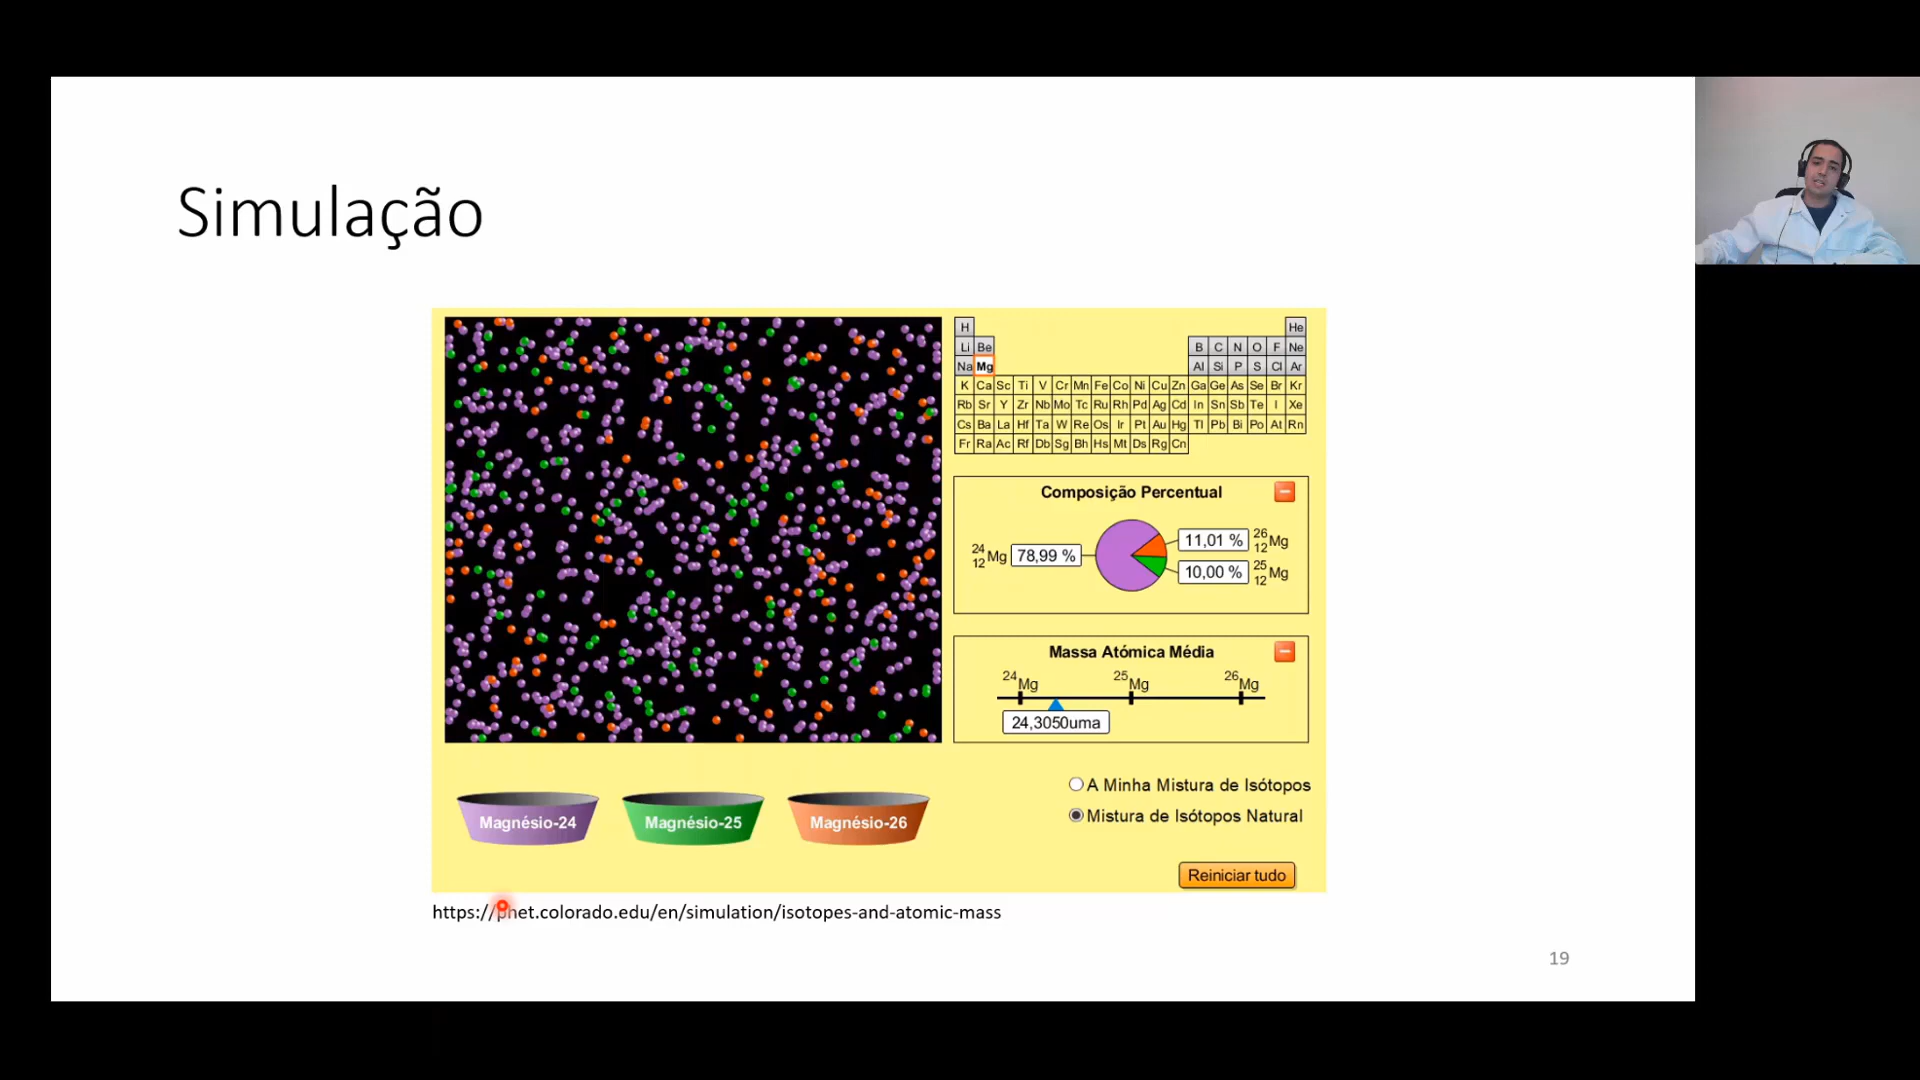 Simulação
H He
Li Be B C N O F Ne
Na Mg Al Si P S Cl Ar
K Ca Sc Ti V Cr Mn Fe Co Ni Cu Zn Ga Ge As Se Br Kr
Rb Sr Y Zr Nb Mo Tc Ru Rh Pd Ag Cd In Sn Sb Te I Xe
Cs Ba La Hf Ta W Re Os Ir Pt Au Hg Tl Pb Bi Po At Rn
Fr Ra Ac Rf Db Sg Bh Hs Mt Ds Rg Cn
Composição Percentual
24 12 Mg 78,99 %
11,01 % 26 12 Mg
10,00 % 25 12 Mg
Massa Atómica Média
24 Mg 25 Mg 26 Mg
24,3050uma
A Minha Mistura de Isótopos
Mistura de Isótopos Natural
Magnésio-24 Magnésio-25 Magnésio-26
Reiniciar tudo
https://phet.colorado.edu/en/simulation/isotopes-and-atomic-mass
19